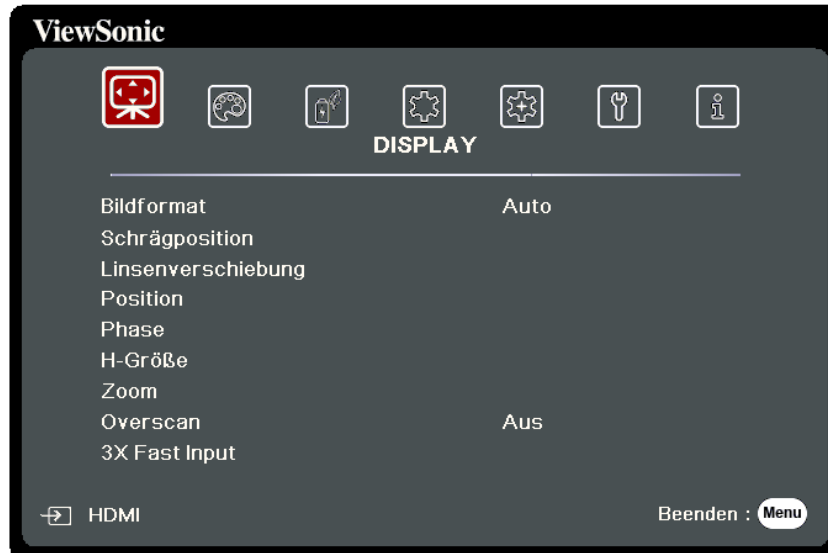 ViewSonic
DISPLAY
Bildformat Auto
Schrägposition
Linsenverschiebung
Position
Phase
H-Größe
Zoom
Overscan Aus
3X Fast Input
HDMI Beenden : Menu